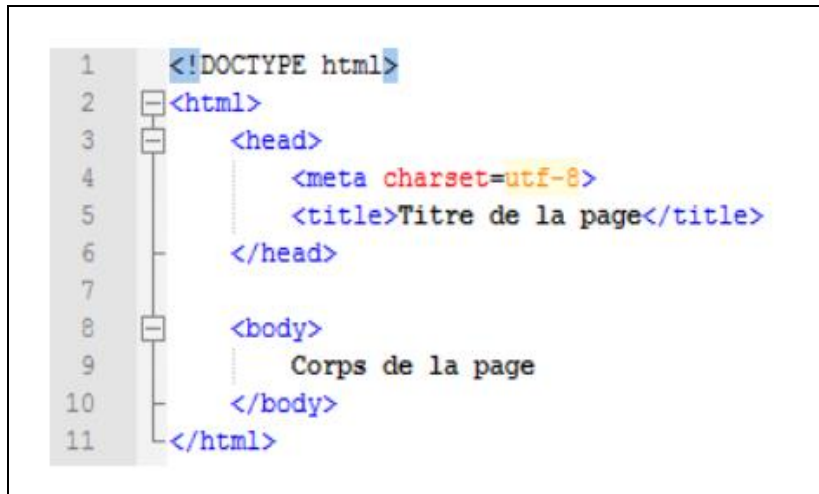 1 <!DOCTYPE html>
2 <html>
3 <head>
4 <meta charset=utf-8>
5 <title>Titre de la page</title>
6 </head>
7
8 <body>
9 Corps de la page
10 </body>
11 </html>